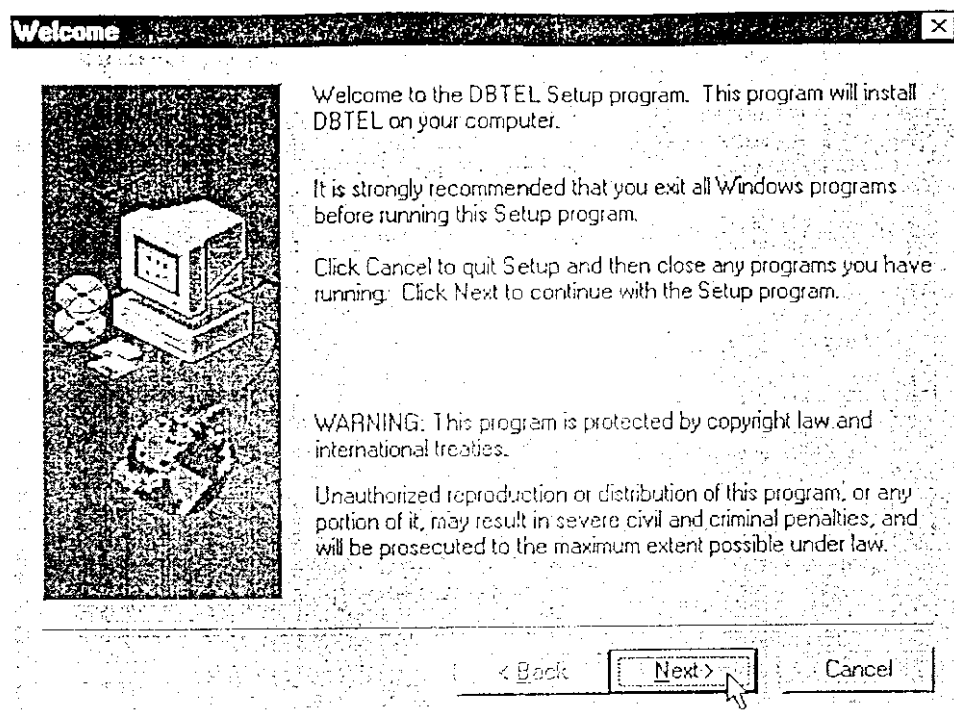 Welcome
Welcome to the DBTEL Setup program. This program will install
DBTEL on your computer.
It is strongly recommended that you exit all Windows programs
before running this Setup program.
Click Cancel to quit Setup and then close any programs you have
running. Click Next to continue with the Setup program.
WARNING: This program is protected by copyright law and
international treaties.
Unauthorized reproduction or distribution of this program, or any
portion of it, may result in severe civil and criminal penalties, and
will be prosecuted to the maximum extent possible under law.
< Back
Next >
Cancel